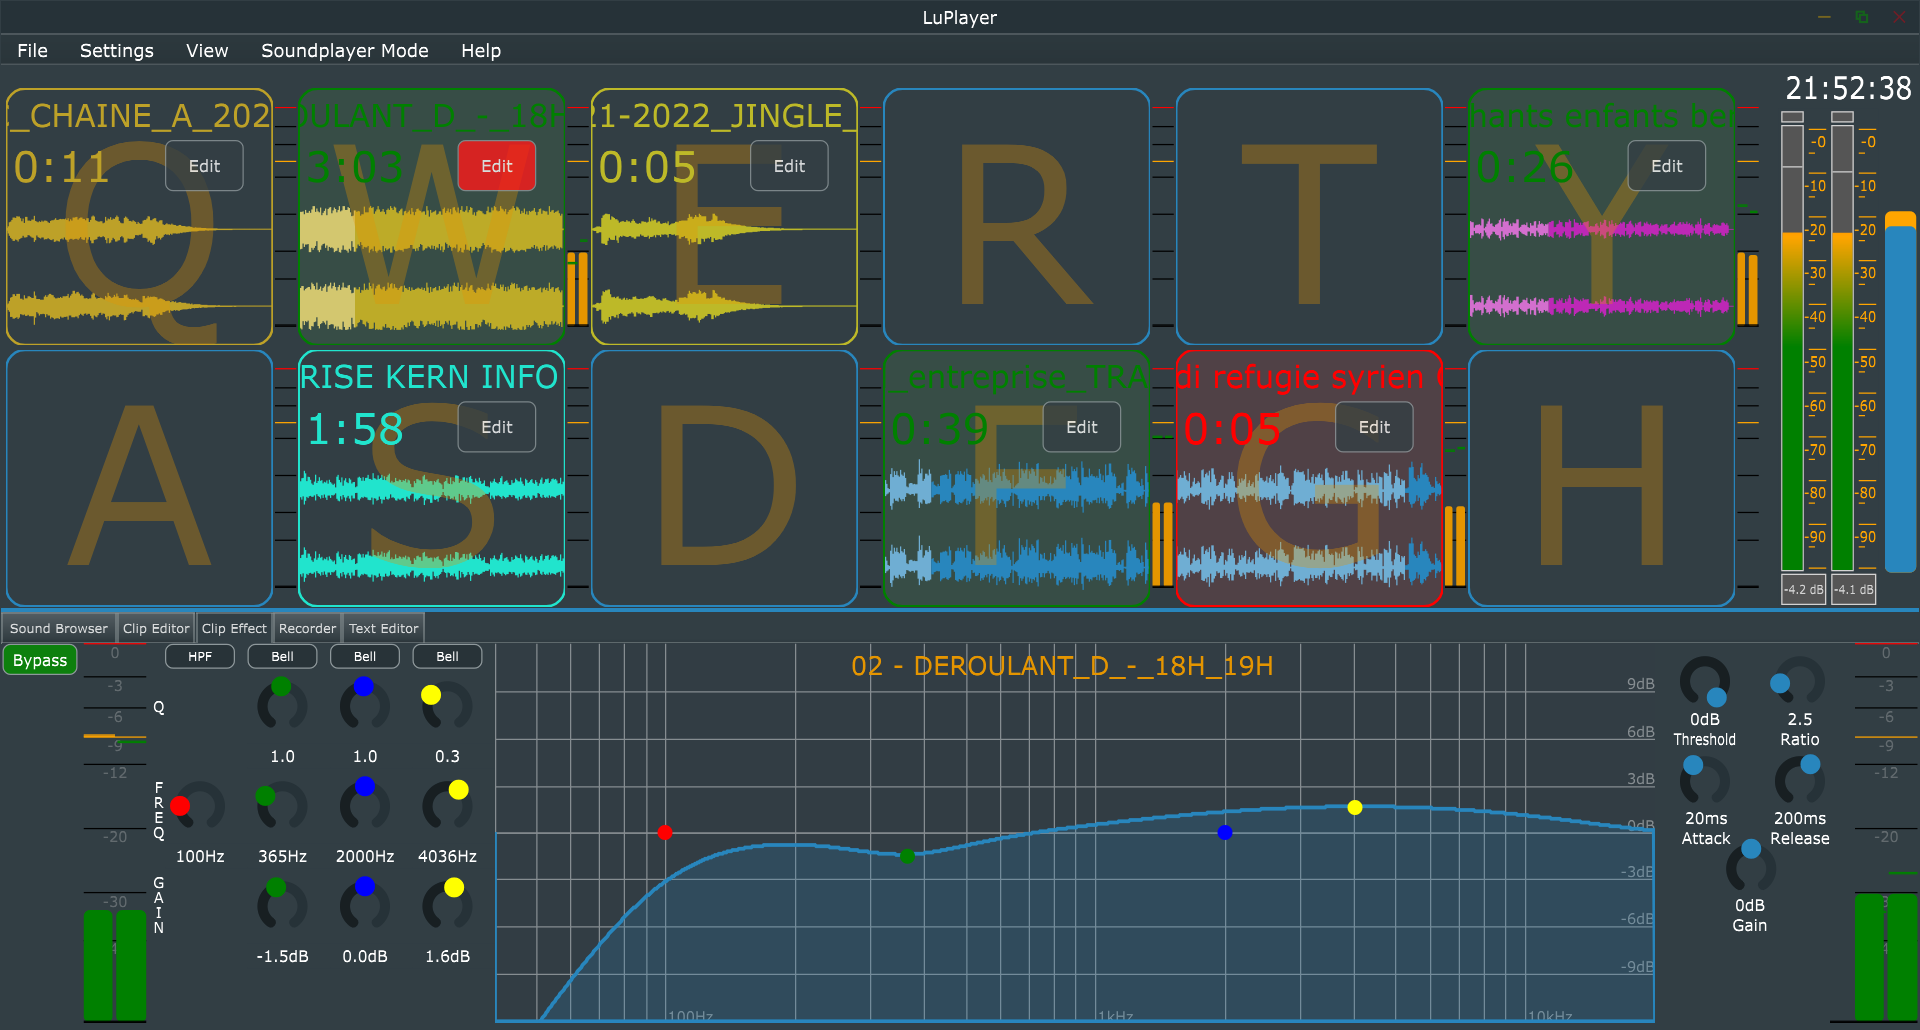 LuPlayer
File Settings View Soundplayer Mode Help
21:52:38
_CHAINE_A_202
0:11 Edit
Q
OULANT_D_-_18H
3:03 Edit
W
21-2022_JINGLE_
0:05 Edit
E
R
T
hants enfants be
0:26 Edit
Y
A
RISE KERN INFO
1:58 Edit
S
D
_entreprise_TRA
0:39 Edit
F
di refugie syrien
0:05 Edit
G
H
-0 -0
-10 -10
-20 -20
-30 -30
-40 -40
-50 -50
-60 -60
-70 -70
-80 -80
-90 -90
-4.2 dB -4.1 dB
Sound Browser Clip Editor Clip Effect Recorder Text Editor
Bypass
0
-3
-6
-9
-12
-20
-30
HPF Bell Bell Bell
Q
1.0 1.0 0.3
FREQ
100Hz 365Hz 2000Hz 4036Hz
GAIN
-1.5dB 0.0dB 1.6dB
02 - DEROULANT_D_-_18H_19H
9dB
6dB
3dB
0dB
-3dB
-6dB
-9dB
100Hz 1kHz 10kHz
0dB 2.5
Threshold Ratio
20ms 200ms
Attack Release
0dB
Gain
0
-3
-6
-9
-12
-20